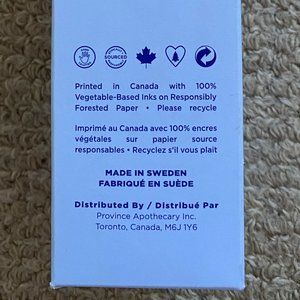 SOURCED
Printed in Canada with 100%
Vegetable-Based Inks on Responsibly
Forested Paper • Please recycle
Imprimé au Canada avec 100% encres
végétales sur papier source
responsables • Recyclez s'il vous plait
MADE IN SWEDEN
FABRIQUÉ EN SUÈDE
Distributed By / Distribué Par
Province Apothecary Inc.
Toronto, Canada, M6J 1Y6